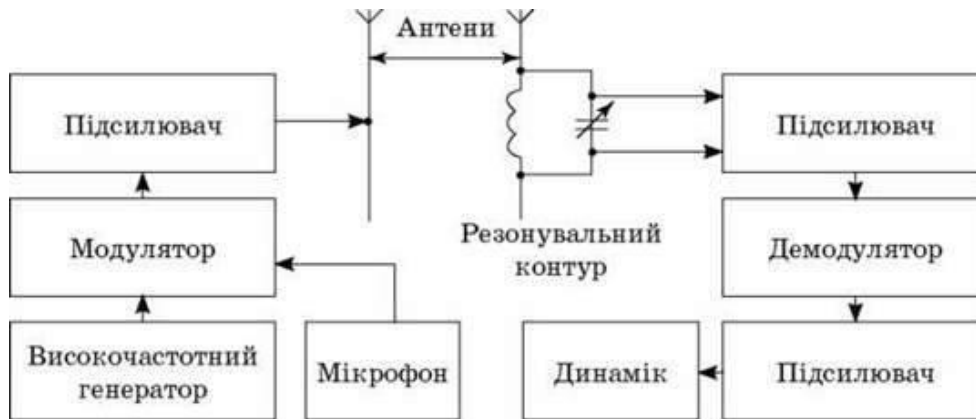 Антени
Підсилювач
Підсилювач
Модулятор
Резонувальний
контур
Демодулятор
Високочастотний
генератор
Мікрофон
Динамік
Підсилювач